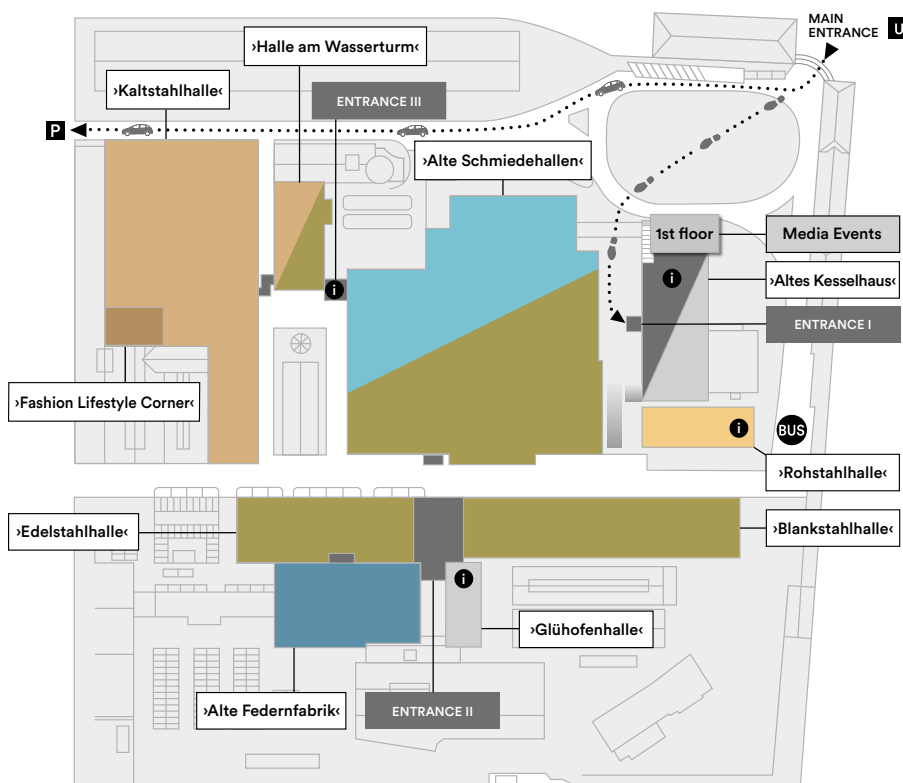 MAIN
ENTRANCE
U
›Halle am Wasserturm‹
›Kaltstahlhalle‹
ENTRANCE III
P
›Alte Schmiedehallen‹
1st floor
Media Events
i
›Altes Kesselhaus‹
i
ENTRANCE I
›Fashion Lifestyle Corner‹
i
BUS
›Rohstahlhalle‹
›Edelstahlhalle‹
›Blankstahlhalle‹
i
›Glühofenhalle‹
›Alte Federnfabrik‹
ENTRANCE II